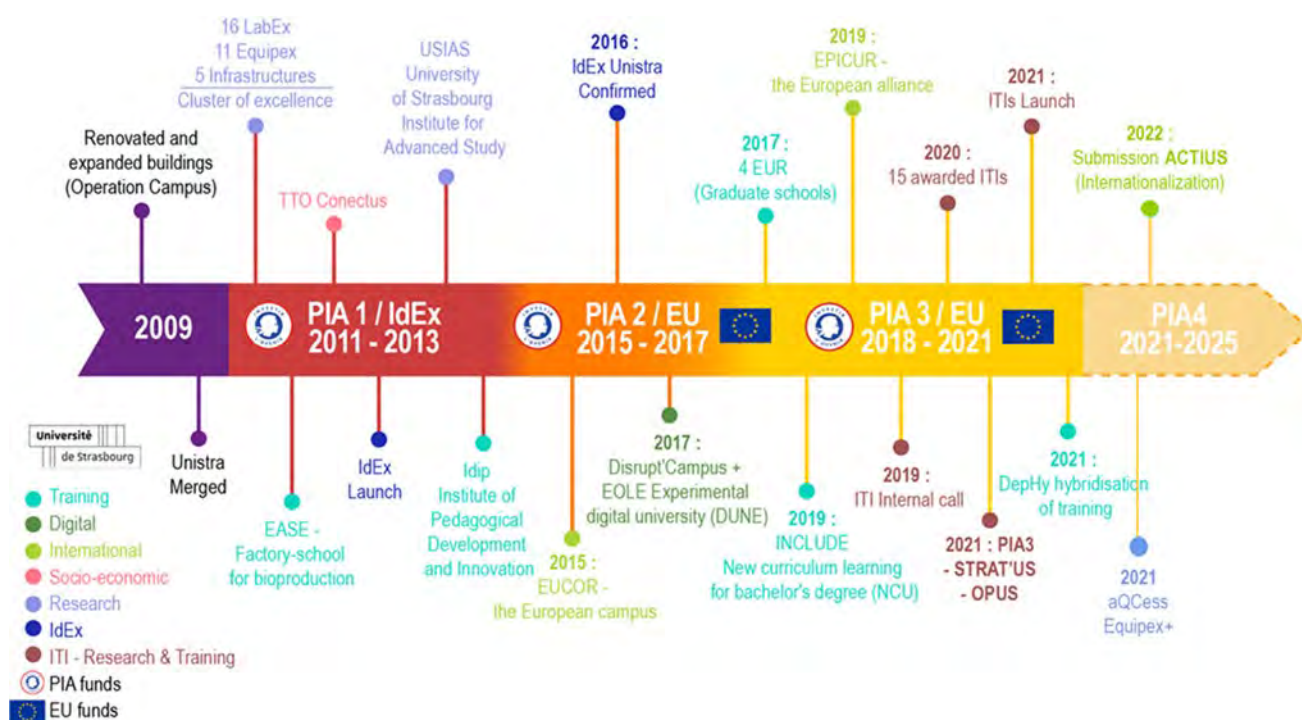 16 LabEx
11 Equipex
5 Infrastructures
Cluster of excellence
Renovated and
expanded buildings
(Operation Campus)
TTO Conectus
USIAS
University
of Strasbourg
Institute for
Advanced Study
2016 :
IdEx Unistra
Confirmed
2017 :
4 EUR
(Graduate schools)
2019 :
EPICUR -
the European alliance
2020 :
15 awarded ITIs
2021 :
ITIs Launch
2022 :
Submission ACTIUS
(Internationalization)
2009
PIA 1 / IdEx
2011 - 2013
PIA 2 / EU
2015 - 2017
PIA 3 / EU
2018 - 2021
PIA4
2021-2025
Unistra
Merged
EASE -
Factory-school
for bioproduction
IdEx
Launch
Idip
Institute of
Pedagogical
Development
and Innovation
2015 :
EUCOR -
the European campus
2017 :
Disrupt'Campus +
EOLE Experimental
digital university (DUNE)
2019 :
INCLUDE
New curriculum learning
for bachelor's degree (NCU)
2019 :
ITI Internal call
2021 : PIA3
- STRAT'US
- OPUS
2021 :
DepHy hybridisation
of training
2021
aQCess
Equipex+
Université
de Strasbourg
Training
Digital
International
Socio-economic
Research
IdEx
ITI - Research & Training
PIA funds
EU funds